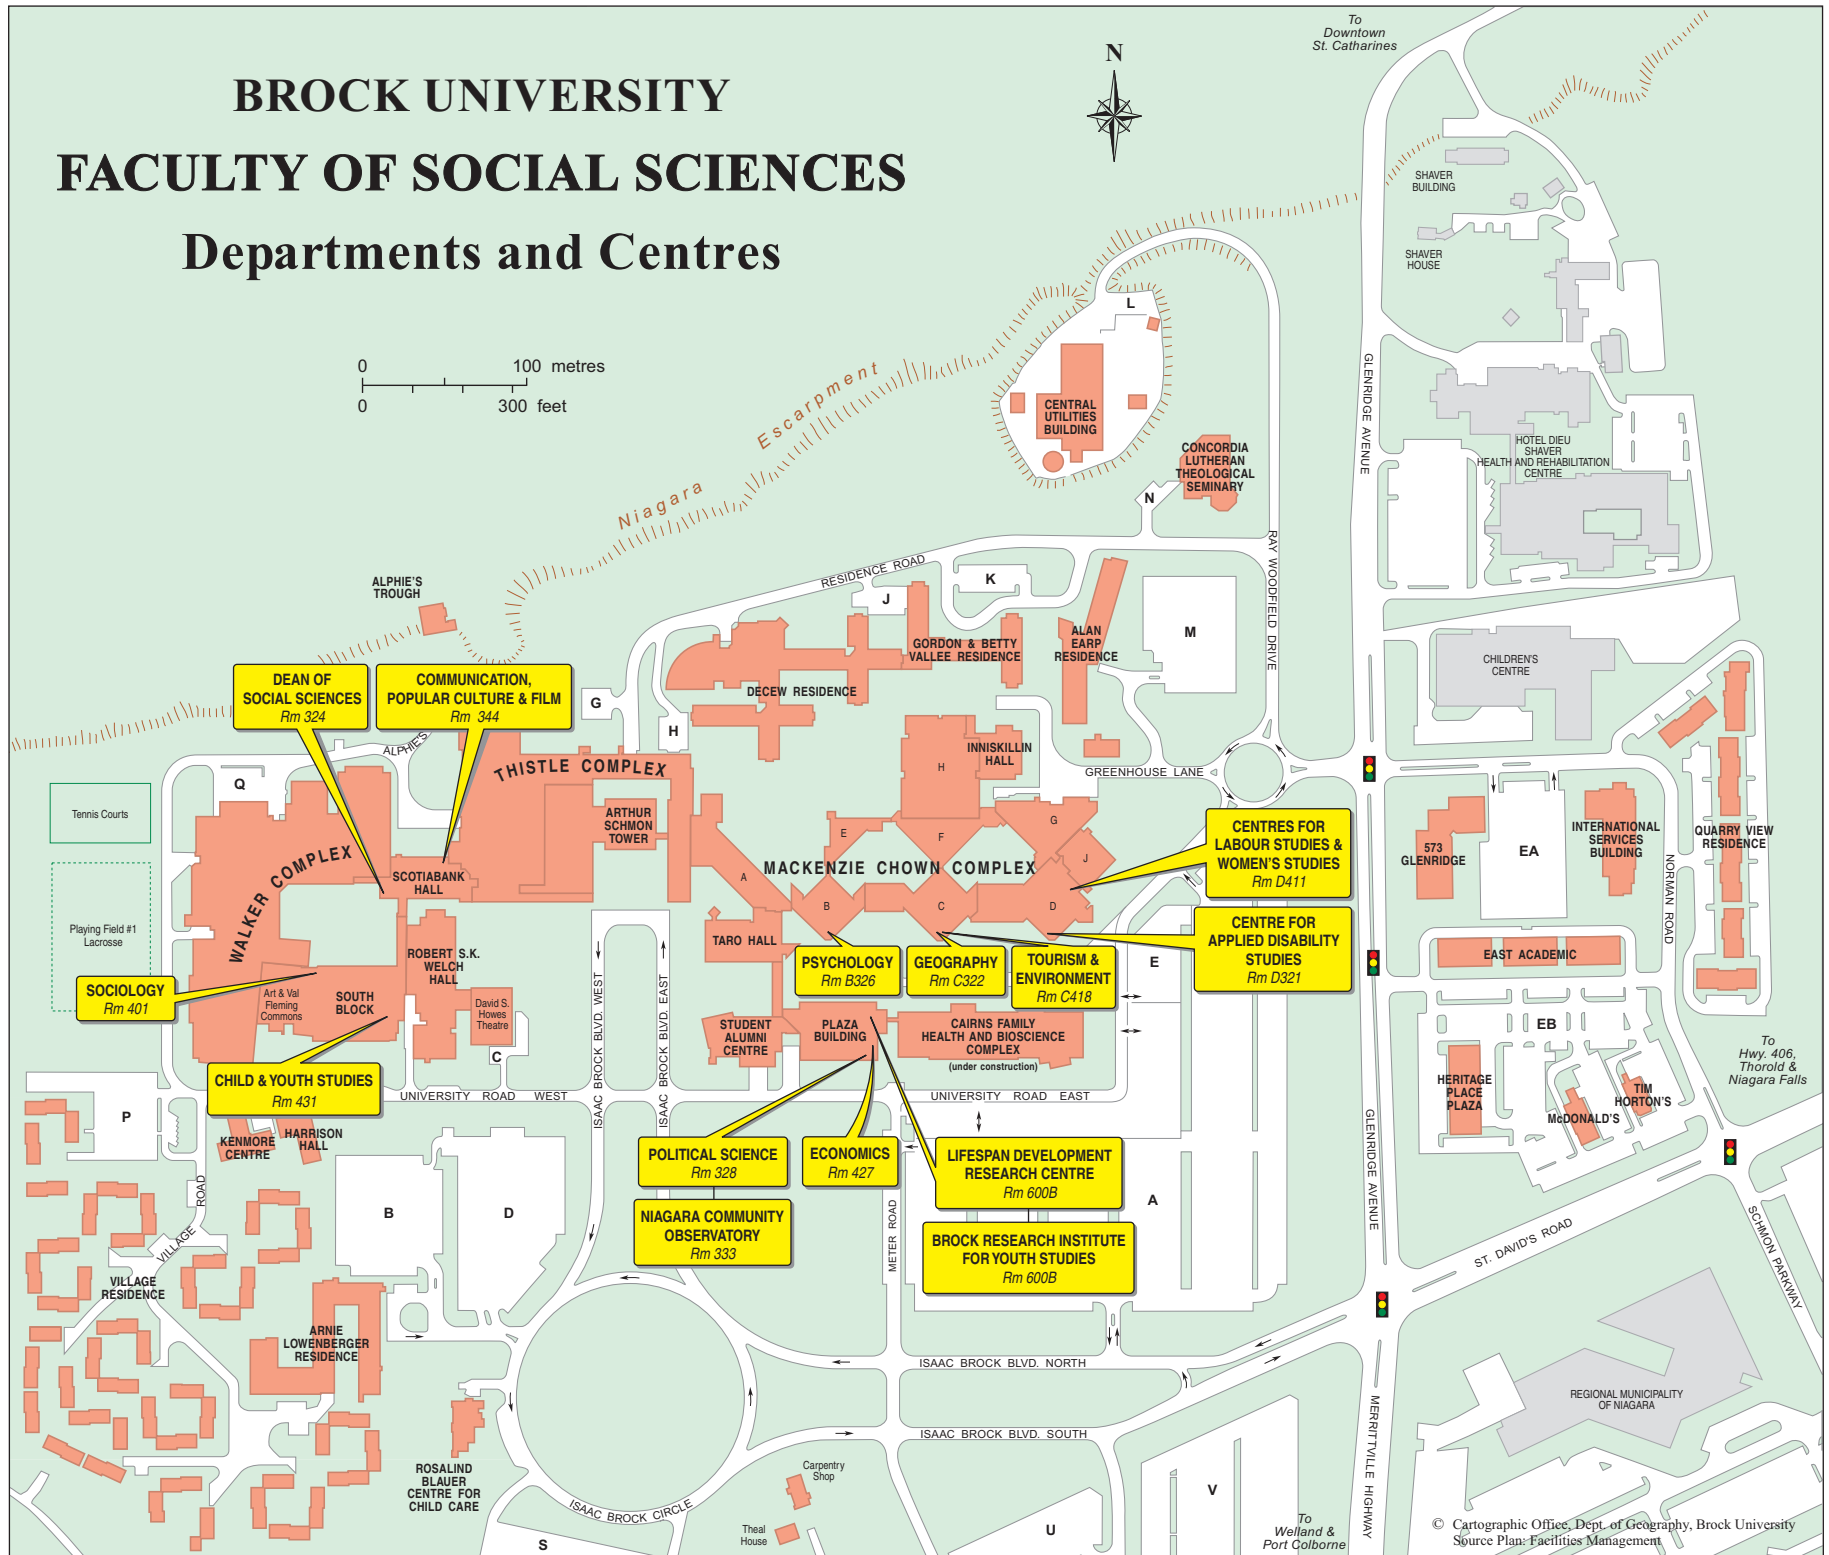 BROCK UNIVERSITY
FACULTY OF SOCIAL SCIENCES
Departments and Centres
N
To
Downtown
St. Catharines
0
100 metres
0
300 feet
Niagara
Escarpment
SHAVER
BUILDING
SHAVER
HOUSE
L
CENTRAL
UTILITIES
BUILDING
CONCORDIA
LUTHERAN
THEOLOGICAL
SEMINARY
N
GLENRIDGE AVENUE
HOTEL DIEU
SHAVER
HEALTH AND REHABILITATION
CENTRE
RAY WOODFIELD DRIVE
RESIDENCE ROAD
ALPHIE'S
TROUGH
J
K
M
GORDON & BETTY
VALLEE RESIDENCE
ALAN
EARP
RESIDENCE
DECEW RESIDENCE
CHILDREN'S
CENTRE
DEAN OF
SOCIAL SCIENCES
Rm 324
COMMUNICATION,
POPULAR CULTURE & FILM
Rm 344
G
H
ALPHIE'S
Q
THISTLE COMPLEX
INNISKILLIN
HALL
H
GREENHOUSE LANE
Tennis Courts
ARTHUR
SCHMON
TOWER
E
F
G
J
MACKENZIE CHOWN COMPLEX
A
B
C
D
CENTRES FOR
LABOUR STUDIES &
WOMEN'S STUDIES
Rm D411
573
GLENRIDGE
EA
INTERNATIONAL
SERVICES
BUILDING
QUARRY VIEW
RESIDENCE
NORMAN ROAD
WALKER COMPLEX
SCOTIABANK
HALL
Playing Field #1
Lacrosse
ROBERT S.K.
WELCH
HALL
TARO HALL
PSYCHOLOGY
Rm B326
GEOGRAPHY
Rm C322
TOURISM &
ENVIRONMENT
Rm C418
E
CENTRE FOR
APPLIED DISABILITY
STUDIES
Rm D321
EAST ACADEMIC
SOCIOLOGY
Rm 401
Art & Val
Fleming
Commons
SOUTH
BLOCK
David S.
Howes
Theatre
C
ISAAC BROCK BLVD. WEST
ISAAC BROCK BLVD. EAST
STUDENT
ALUMNI
CENTRE
PLAZA
BUILDING
CAIRNS FAMILY
HEALTH AND BIOSCIENCE
COMPLEX
(under construction)
EB
HERITAGE
PLACE
PLAZA
McDONALD'S
TIM
HORTON'S
To
Hwy. 406,
Thorold &
Niagara Falls
CHILD & YOUTH STUDIES
Rm 431
UNIVERSITY ROAD WEST
UNIVERSITY ROAD EAST
P
KENMORE
CENTRE
HARRISON
HALL
POLITICAL SCIENCE
Rm 328
ECONOMICS
Rm 427
LIFESPAN DEVELOPMENT
RESEARCH CENTRE
Rm 600B
NIAGARA COMMUNITY
OBSERVATORY
Rm 333
BROCK RESEARCH INSTITUTE
FOR YOUTH STUDIES
Rm 600B
METER ROAD
A
GLENRIDGE AVENUE
ST. DAVID'S ROAD
SCHMON PARKWAY
VILLAGE ROAD
B
D
VILLAGE
RESIDENCE
ARNIE
LOWENBERGER
RESIDENCE
ISAAC BROCK BLVD. NORTH
ISAAC BROCK BLVD. SOUTH
MERRITTVILLE HIGHWAY
REGIONAL MUNICIPALITY
OF NIAGARA
ROSALIND
BLAUER
CENTRE FOR
CHILD CARE
ISAAC BROCK CIRCLE
Carpentry
Shop
Theal
House
S
U
V
To
Welland &
Port Colborne
© Cartographic Office, Dept. of Geography, Brock University
Source Plan: Facilities Management